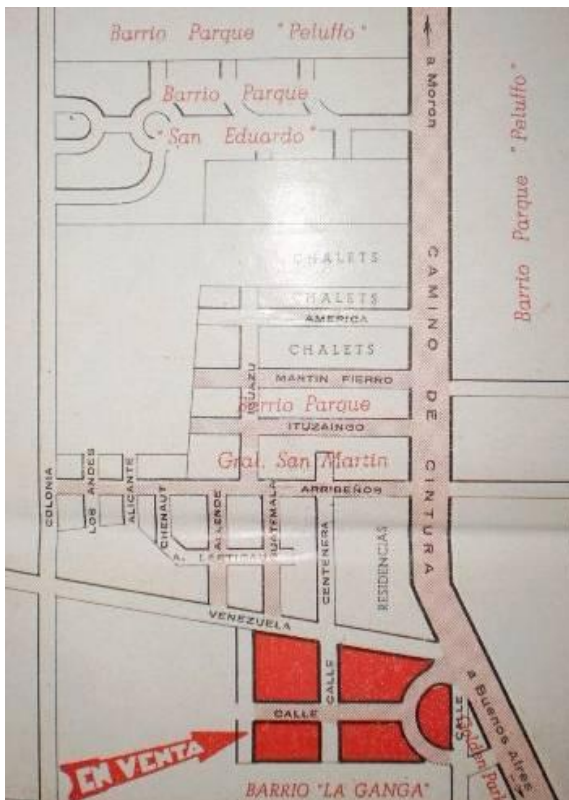 Barrio Parque "Peluffo"
a Moron
Barrio Parque
"San Eduardo"
Barrio Parque "Peluffo"
CHALETS
CHALETS
AMERICA
CHALETS
CAMINO DE CINTURA
IGUAZU
MARTIN FIERRO
Barrio Parque
ITUZAINGO
Gral. San Martin
ARRIBEÑOS
COLONIA
LOS ANDES
ALICANTE
CHENAUT
ALLENDE
GUATEMALA
CENTENERA
RESIDENCIAS
VENEZUELA
CALLE
CALLE
CALLE
a Buenos Aires
EN VENTA
BARRIO "LA GANGA"